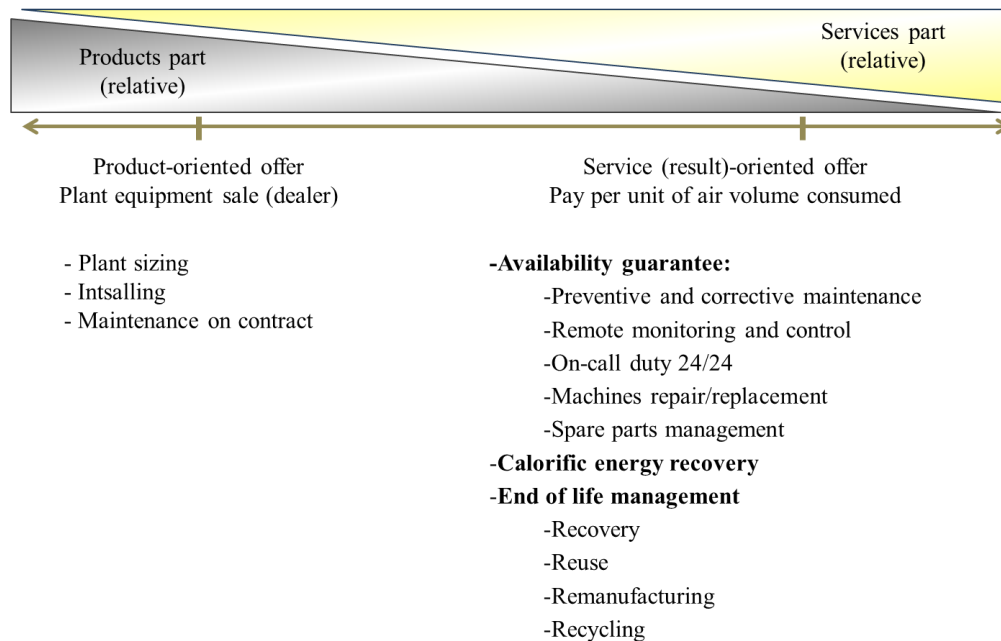 Products part
(relative)
Services part
(relative)
Product-oriented offer
Plant equipment sale (dealer)
Service (result)-oriented offer
Pay per unit of air volume consumed
- Plant sizing
- Intsalling
- Maintenance on contract
-Availability guarantee:
-Preventive and corrective maintenance
-Remote monitoring and control
-On-call duty 24/24
-Machines repair/replacement
-Spare parts management
-Calorific energy recovery
-End of life management
-Recovery
-Reuse
-Remanufacturing
-Recycling